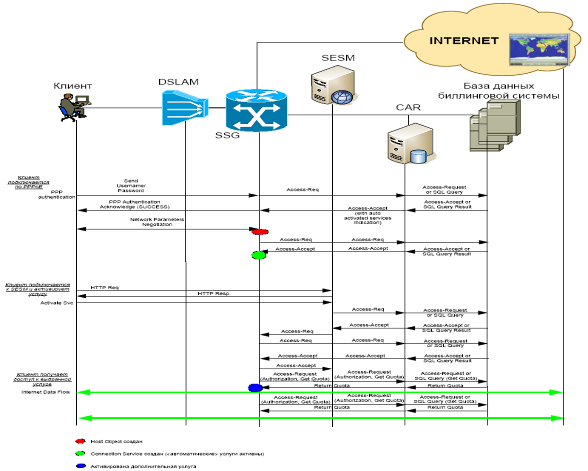 INTERNET
SESM
DSLAM
Клиент
База данных
биллинговой системы
CAR
SSG
Клиент
подключается
по PPPoE
PPP
authentication
Send
Username/
Password
Access-Req
Access-Request
or SQL Query
PPP Authentication
Acknowledge (SUCCESS)
Access-Accept
(with auto
activated services
indication)
Access-Accept or
SQL Query Result
Network Parameters
Negotiation
Access-Req
Access-Req
Access-Request
or SQL Query
Access-Accept
Access-Accept
Access-Accept or
SQL Query Result
Клиент подключается
к SESM и активирует
услугу
HTTP Req
HTTP Resp.
Activate Svc
Access-Req
Access-Request
or SQL Query
Access-Accept
Access-Accept or
SQL Query Result
Access-Req
Access-Req
Access-Request
or SQL Query
Access-Accept
Access-Accept
Access-Accept or
SQL Query Result
Access-Accept
Клиент получает
доступ к выбранной
услуге
Access-Request
(Authorization, Get Quota)
Access-Request
(Authorization, Get Quota)
Access-Request or
SQL Query (Get Quota)
Return Quota
Return Quota
Internet Data Flow
Access-Request
(Authorization, Get Quota)
Access-Request
(Authorization, Get Quota)
Access-Request or
SQL Query (Get Quota)
Return Quota
Return Quota
Host Object создан
Connection Service создан («автоматические» услуги активны)
Активирована дополнительная услуга